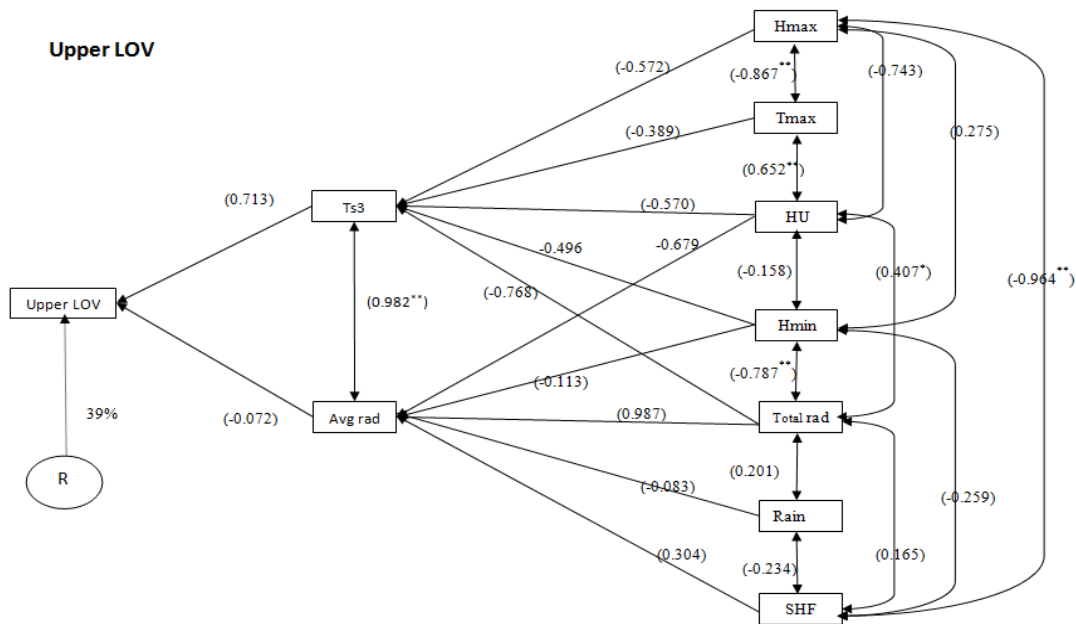 Upper LOV
Hmax
(-0.572)
(-0.867**)
(-0.743)
Tmax
(-0.389)
(0.275)
(0.652**)
(0.713)
Ts3
(-0.570)
HU
-0.496
-0.679
(-0.158)
(0.407*)
(-0.964**)
(0.982**)
(-0.768)
Upper LOV
Hmin
(-0.113)
(-0.787**)
39%
(-0.072)
Avg rad
(0.987)
Total rad
R
(-0.083)
(0.201)
(-0.259)
Rain
(0.304)
(-0.234)
(0.165)
SHF